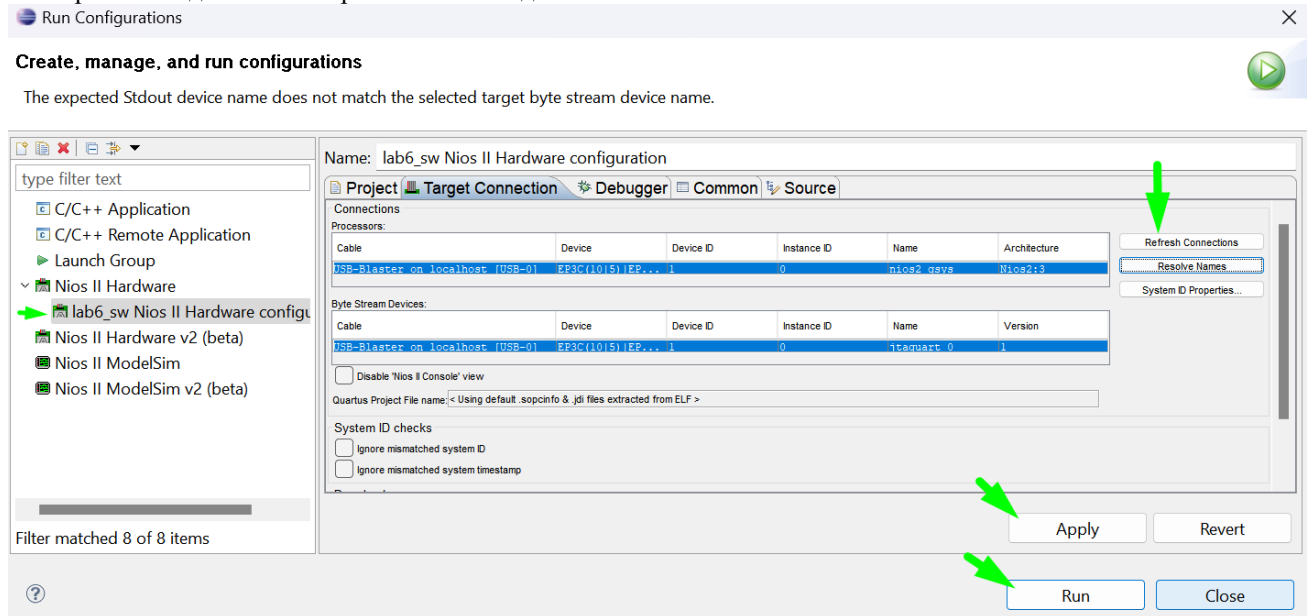 Run Configurations
Create, manage, and run configurations
The expected Stdout device name does not match the selected target byte stream device name.
type filter text
C/C++ Application
C/C++ Remote Application
Launch Group
Nios II Hardware
lab6_sw Nios II Hardware configu
Nios II Hardware v2 (beta)
Nios II ModelSim
Nios II ModelSim v2 (beta)
Filter matched 8 of 8 items
Name: lab6_sw Nios II Hardware configuration
Project Target Connection Debugger Common Source
Connections
Processors:
Cable Device Device ID Instance ID Name Architecture
USB-Blaster on localhost [USB-0] EP3C(10|5)|EP... 1 0 nios2_qsys Nios2:3
Refresh Connections
Resolve Names
System ID Properties...
Byte Stream Devices:
Cable Device Device ID Instance ID Name Version
USB-Blaster on localhost [USB-0] EP3C(10|5)|EP... 1 0 jtaguart_0 1
Disable 'Nios II Console' view
Quartus Project File name: < Using default .sopcinfo & .jdi files extracted from ELF >
System ID checks
Ignore mismatched system ID
Ignore mismatched system timestamp
Apply Revert
Run Close